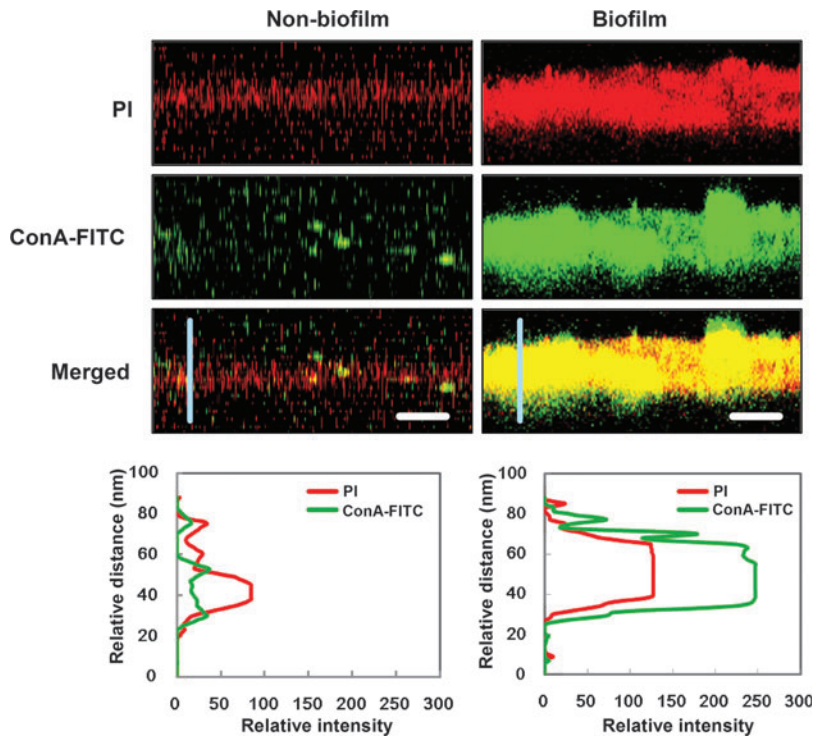 Non-biofilm Biofilm
PI
ConA-FITC
Merged
100
80
60
40
20
0
Relative distance (nm)
PI
ConA-FITC
0 50 100 150 200 250 300
Relative intensity
100
80
60
40
20
0
Relative distance (nm)
PI
ConA-FITC
0 50 100 150 200 250 300
Relative intensity